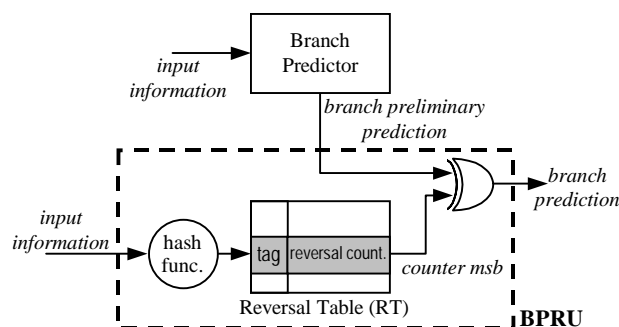 Branch
Predictor
input
information
branch preliminary
prediction
branch
prediction
input
information
hash
func.
tag
reversal count.
counter msb
Reversal Table (RT)
BPRU